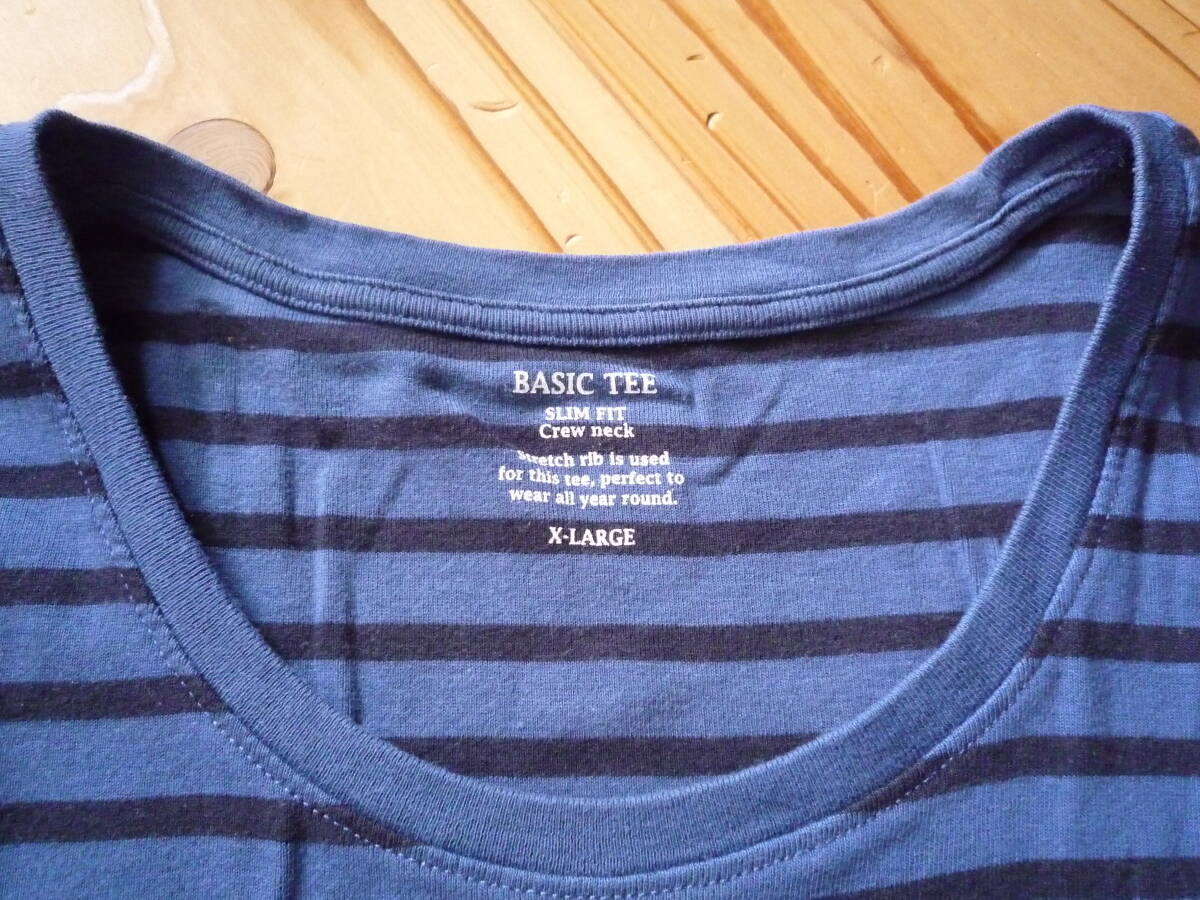 BASIC TEE
SLIM FIT
Crew neck
Stretch rib is used
for this tee, perfect to
wear all year round.
X-LARGE